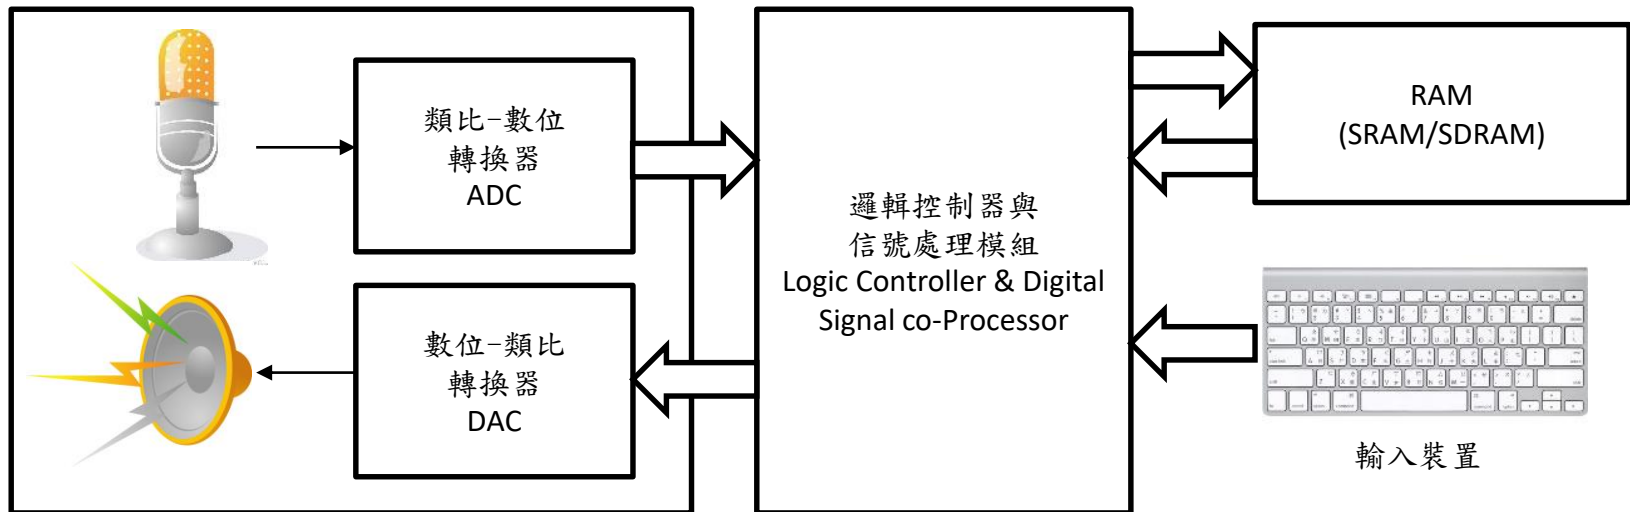 類比-數位
轉換器
ADC
數位-類比
轉換器
DAC
邏輯控制器與
信號處理模組
Logic Controller & Digital
Signal co-Processor
RAM
(SRAM/SDRAM)
輸入裝置